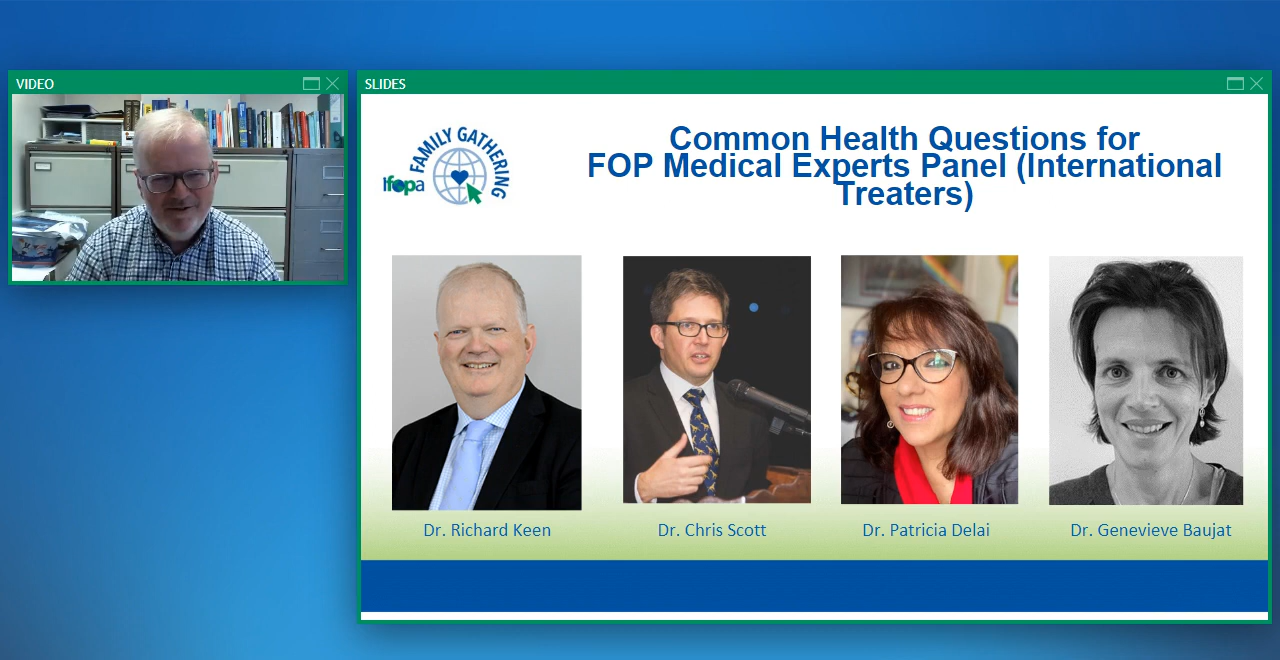 VIDEO
SLIDES
FAMILY GATHERING
Ifopa
Common Health Questions for
FOP Medical Experts Panel (International
Treaters)
Dr. Richard Keen
Dr. Chris Scott
Dr. Patricia Delai
Dr. Genevieve Baujat